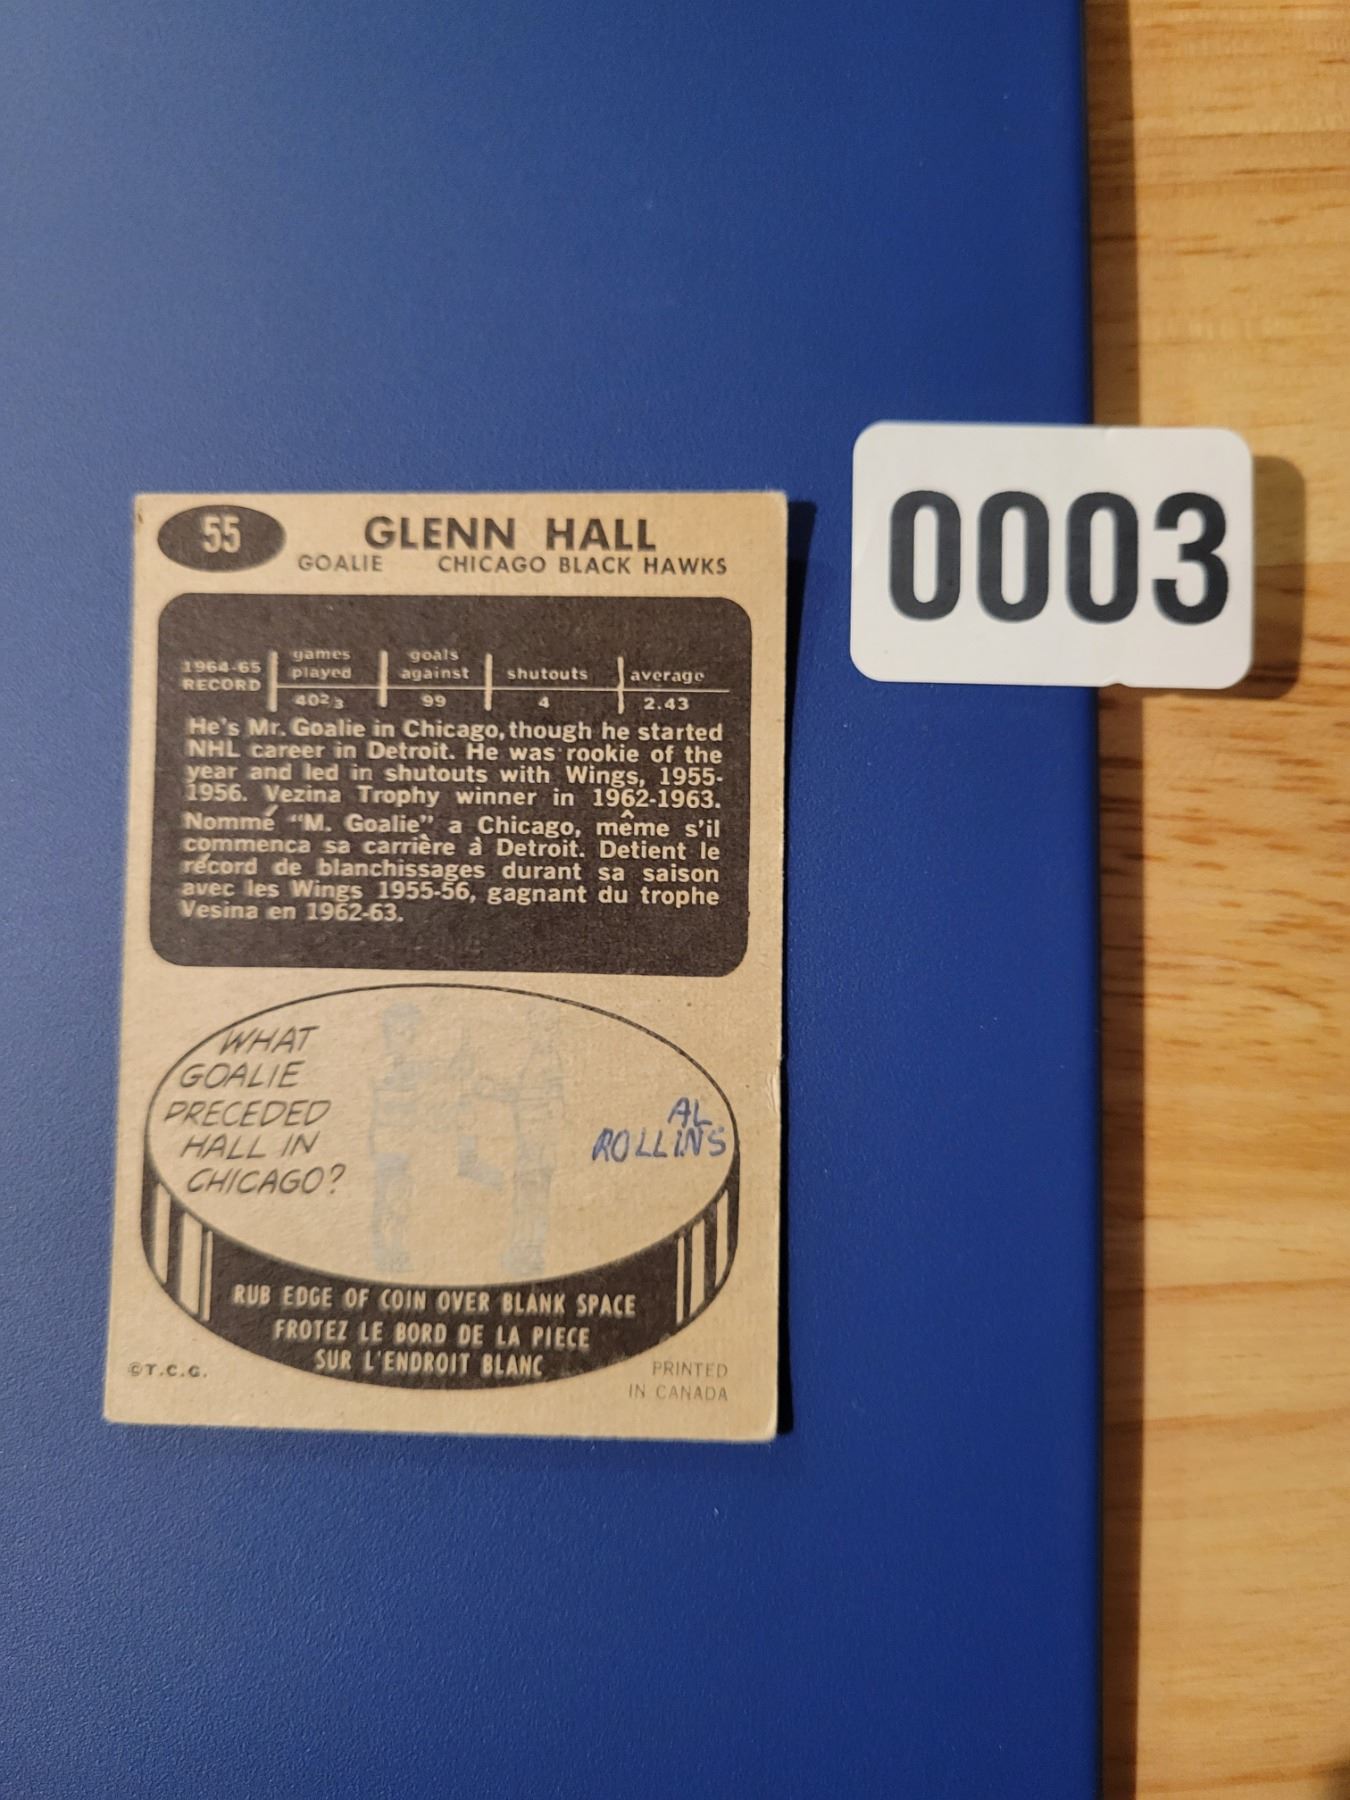 55
GLENN HALL
GOALIE CHICAGO BLACK HAWKS
1964-65 RECORD
games played
goals against
shutouts
average
40 2/3
99
4
2.43
He's Mr. Goalie in Chicago, though he started
NHL career in Detroit. He was rookie of the
year and led in shutouts with Wings, 1955-
1956. Vezina Trophy winner in 1962-1963.
Nommé "M. Goalie" a Chicago, même s'il
commenca sa carrière à Detroit. Detient le
récord de blanchissages durant sa saison
avec les Wings 1955-56, gagnant du trophe
Vesina en 1962-63.
WHAT
GOALIE
PRECEDED
HALL IN
CHICAGO?
AL
ROLLINS
RUB EDGE OF COIN OVER BLANK SPACE
FROTEZ LE BORD DE LA PIECE
SUR L'ENDROIT BLANC
©T.C.G.
PRINTED
IN CANADA
0003